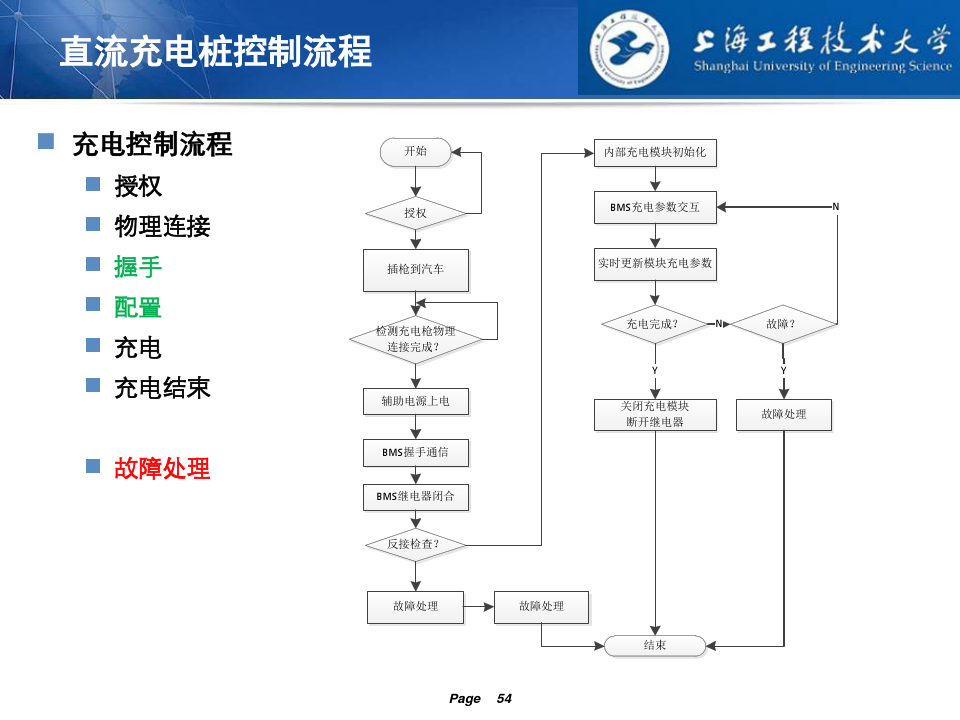 直流充电桩控制流程
上海工程技术大学
Shanghai University of Engineering Science
充电控制流程
授权
物理连接
握手
配置
充电
充电结束
故障处理
开始
授权
插枪到汽车
检测充电枪物理
连接完成？
辅助电源上电
BMS握手通信
BMS继电器闭合
反接检查？
故障处理
故障处理
内部充电模块初始化
BMS充电参数交互
N
实时更新模块充电参数
充电完成？
N
故障？
Y
Y
关闭充电模块
断开继电器
故障处理
结束
Page 54